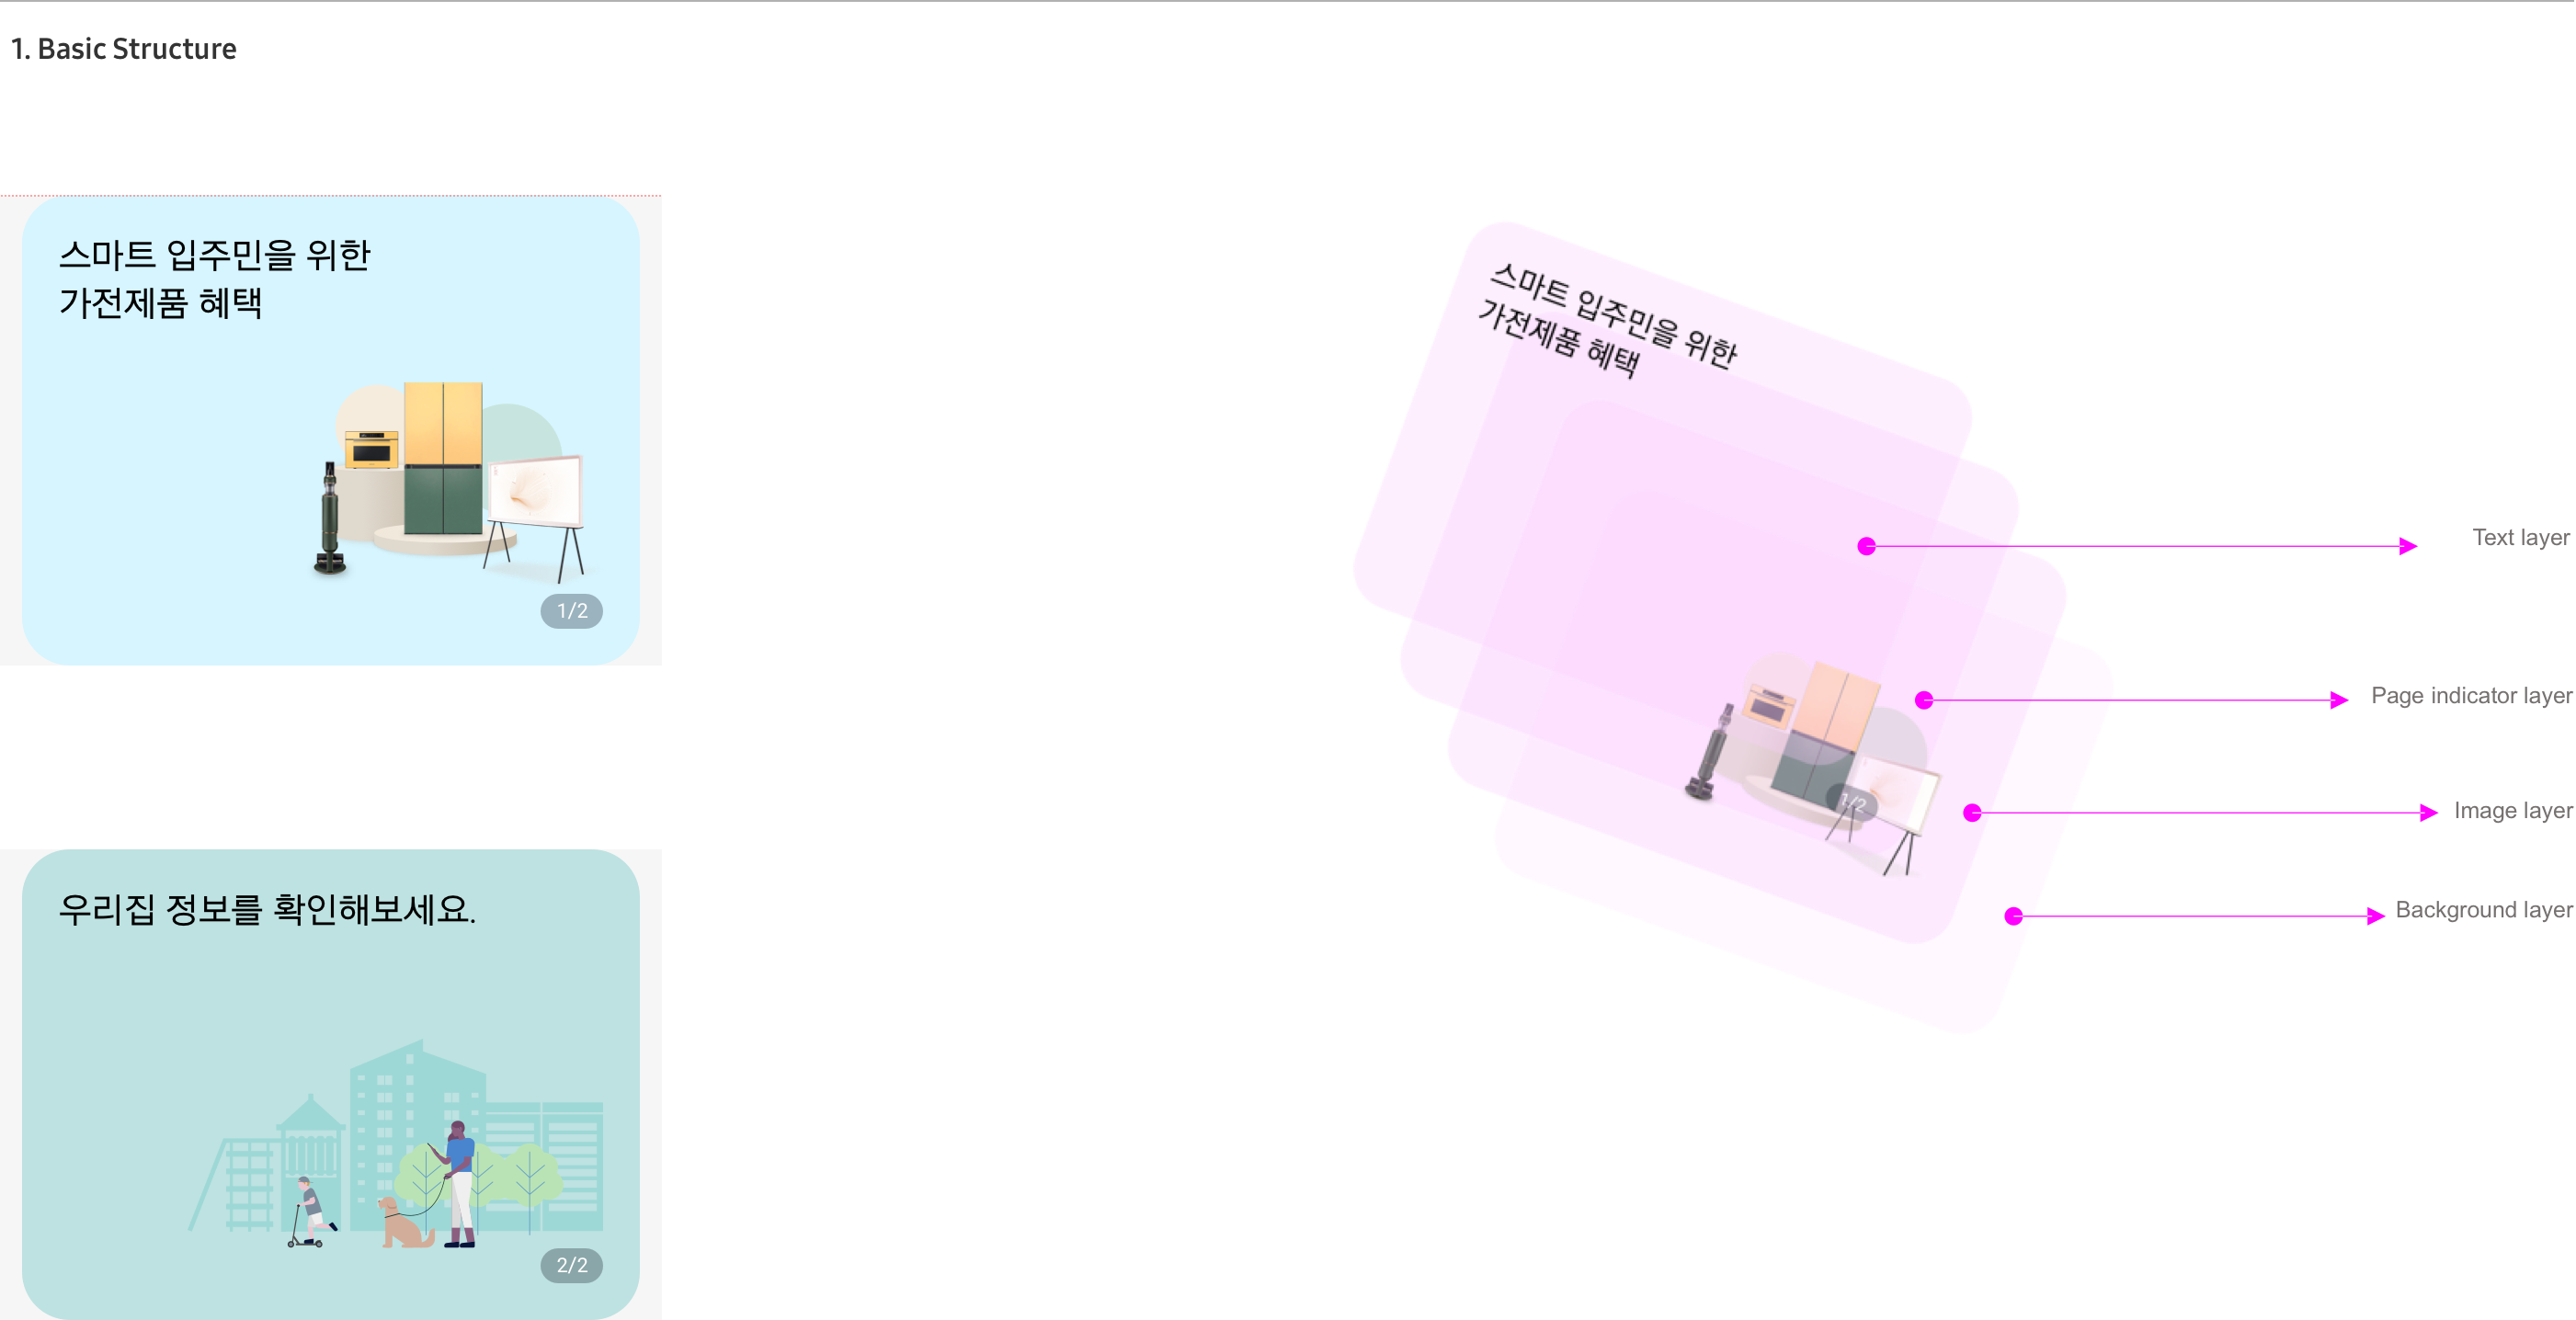 1. Basic Structure
스마트 입주민을 위한
가전제품 혜택
1/2
우리집 정보를 확인해보세요.
2/2
스마트 입주민을 위한
가전제품 혜택
1/2
Text layer
Page indicator layer
Image layer
Background layer